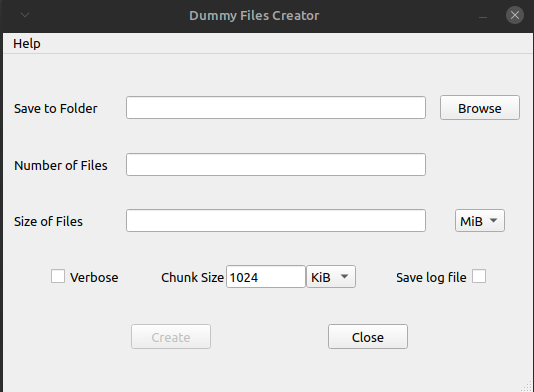 Dummy Files Creator
Help
Save to Folder Browse
Number of Files
Size of Files MiB
Verbose Chunk Size 1024 KiB Save log file
Create Close